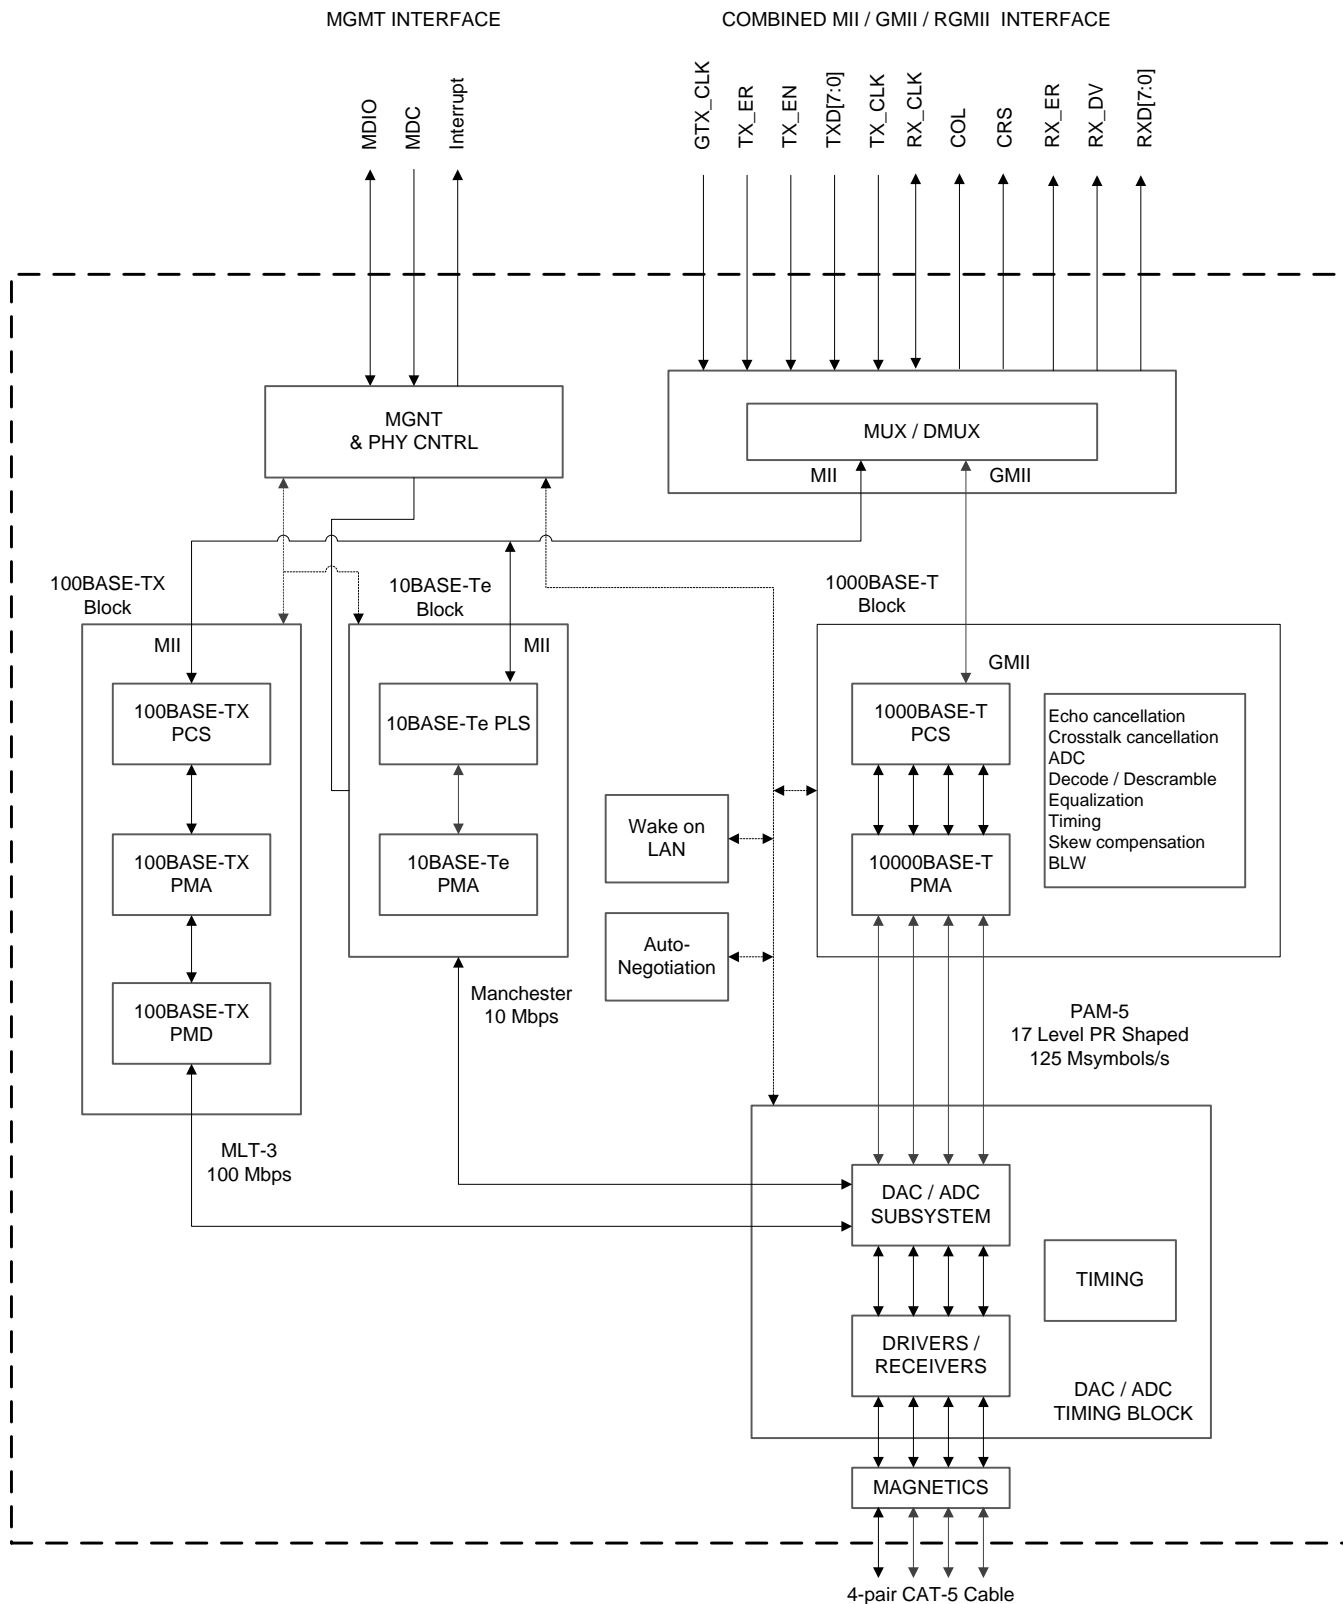 MGMT INTERFACE
COMBINED MII / GMII / RGMII INTERFACE
MDIO
MDC
Interrupt
GTX_CLK
TX_ER
TX_EN
TXD[7:0]
TX_CLK
RX_CLK
COL
CRS
RX_ER
RX_DV
RXD[7:0]
MGNT
& PHY CNTRL
MUX / DMUX
MII
GMII
100BASE-TX
Block
10BASE-Te
Block
1000BASE-T
Block
MII
100BASE-TX
PCS
100BASE-TX
PMA
100BASE-TX
PMD
MII
10BASE-Te PLS
10BASE-Te
PMA
Wake on
LAN
Auto-
Negotiation
GMII
1000BASE-T
PCS
10000BASE-T
PMA
Echo cancellation
Crosstalk cancellation
ADC
Decode / Descramble
Equalization
Timing
Skew compensation
BLW
Manchester
10 Mbps
PAM-5
17 Level PR Shaped
125 Msymbols/s
MLT-3
100 Mbps
DAC / ADC
SUBSYSTEM
TIMING
DRIVERS /
RECEIVERS
DAC / ADC
TIMING BLOCK
MAGNETICS
4-pair CAT-5 Cable